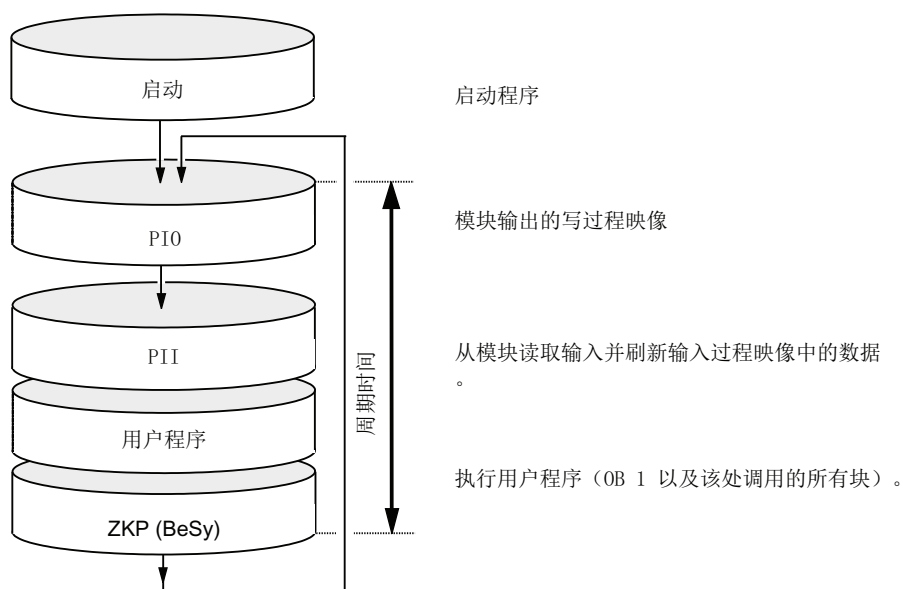 启动
启动程序
PIO
模块输出的写过程映像
PII
从模块读取输入并刷新输入过程映像中的数据
。
周期时间
用户程序
执行用户程序（OB 1 以及该处调用的所有块）。
ZKP (BeSy)